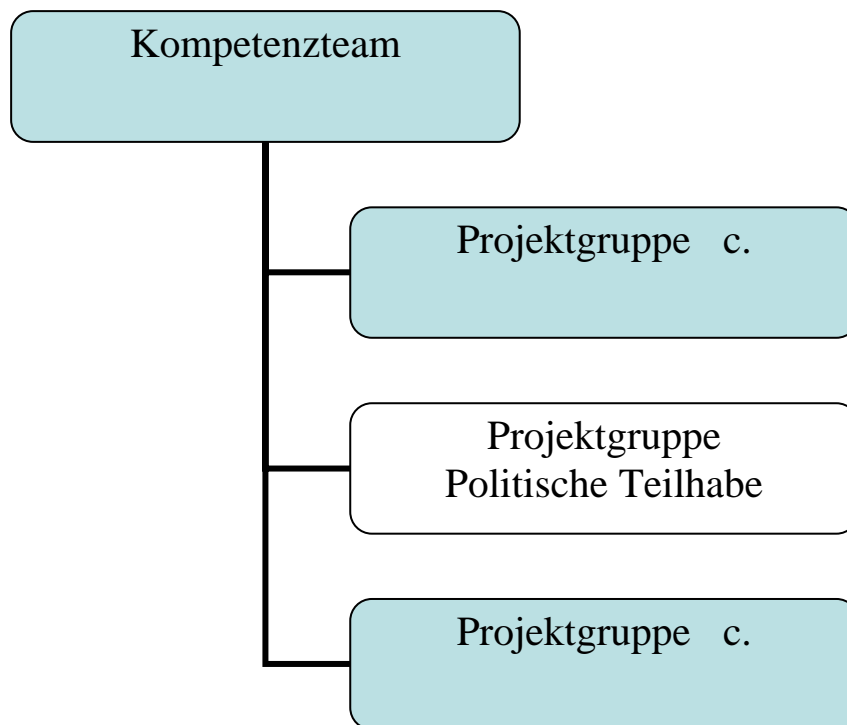 Kompetenzteam
Projektgruppe c.
Projektgruppe
Politische Teilhabe
Projektgruppe c.